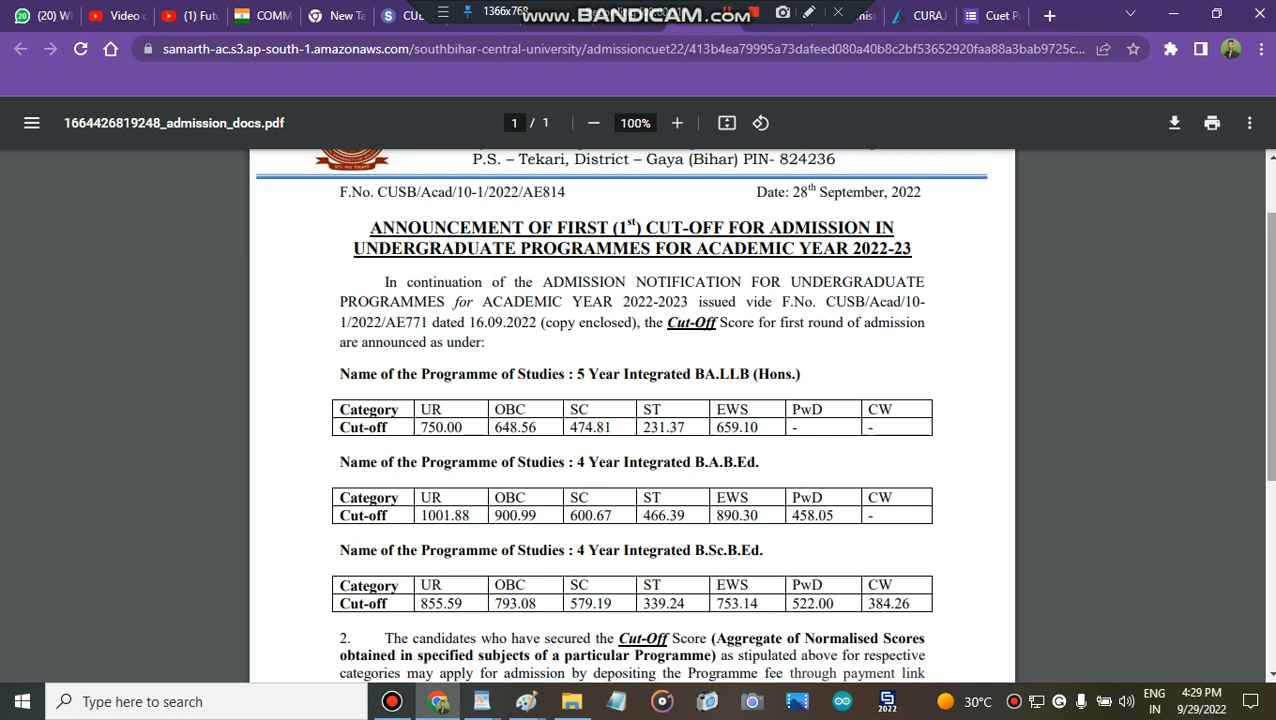 (20) W
Video
(1) Fut
COMM
New Ta
CU
1366x768
www.BANDICAM.com
CURAJ
Cuet P
samarth-ac.s3.ap-south-1.amazonaws.com/southbihar-central-university/admissioncuet22/413b4ea79995a73dafeed080a40b8c2bf53652920faa88a3bab9725c...
1664426819248_admission_docs.pdf
1 / 1
100%
P.S. – Tekari, District – Gaya (Bihar) PIN- 824236
F.No. CUSB/Acad/10-1/2022/AE814 Date: 28th September, 2022
ANNOUNCEMENT OF FIRST (1st) CUT-OFF FOR ADMISSION IN
UNDERGRADUATE PROGRAMMES FOR ACADEMIC YEAR 2022-23
In continuation of the ADMISSION NOTIFICATION FOR UNDERGRADUATE
PROGRAMMES for ACADEMIC YEAR 2022-2023 issued vide F.No. CUSB/Acad/10-
1/2022/AE771 dated 16.09.2022 (copy enclosed), the Cut-Off Score for first round of admission
are announced as under:
Name of the Programme of Studies : 5 Year Integrated BA.LLB (Hons.)
Category UR OBC SC ST EWS PwD CW
Cut-off 750.00 648.56 474.81 231.37 659.10 - -
Name of the Programme of Studies : 4 Year Integrated B.A.B.Ed.
Category UR OBC SC ST EWS PwD CW
Cut-off 1001.88 900.99 600.67 466.39 890.30 458.05 -
Name of the Programme of Studies : 4 Year Integrated B.Sc.B.Ed.
Category UR OBC SC ST EWS PwD CW
Cut-off 855.59 793.08 579.19 339.24 753.14 522.00 384.26
2. The candidates who have secured the Cut-Off Score (Aggregate of Normalised Scores
obtained in specified subjects of a particular Programme) as stipulated above for respective
categories may apply for admission by depositing the Programme fee through payment link
Type here to search
2022
30°C
ENG
IN
4:29 PM
9/29/2022